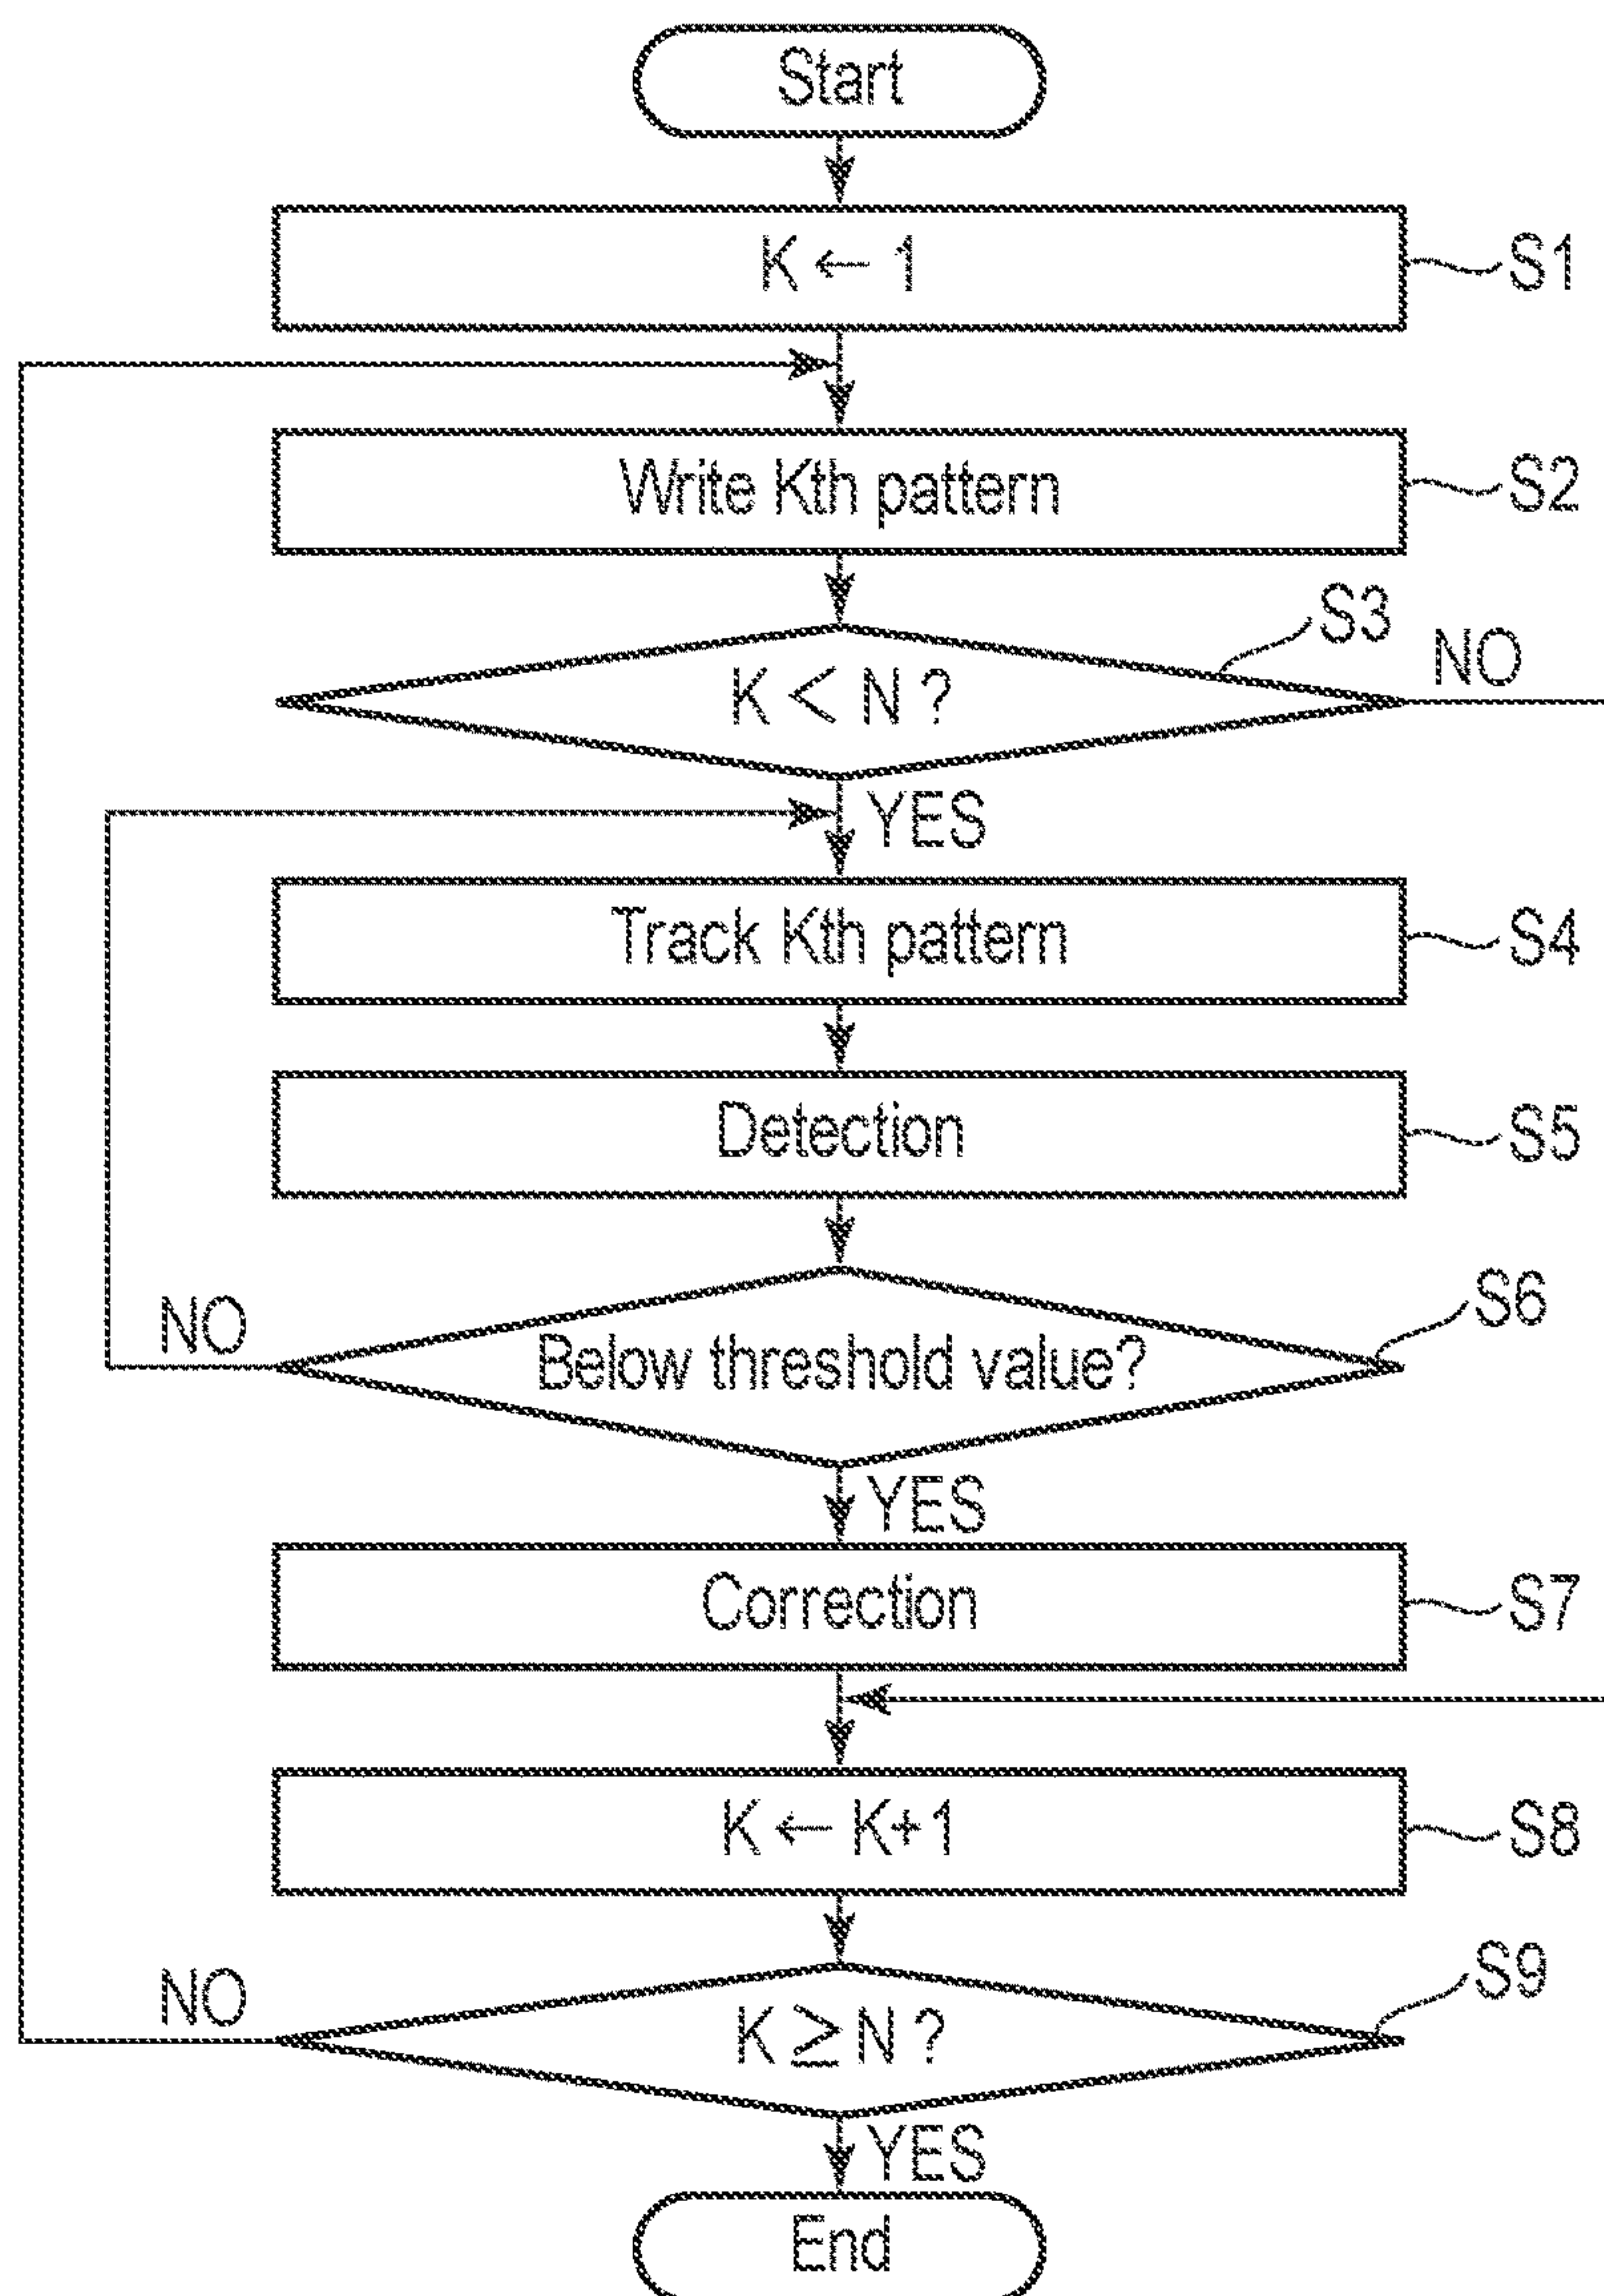 Start
K ← 1
S1
Write Kth pattern
S2
S3
K < N ?
NO
YES
Track Kth pattern
S4
Detection
S5
S6
NO
Below threshold value?
YES
Correction
S7
K ← K+1
S8
S9
NO
K ≧ N ?
YES
End